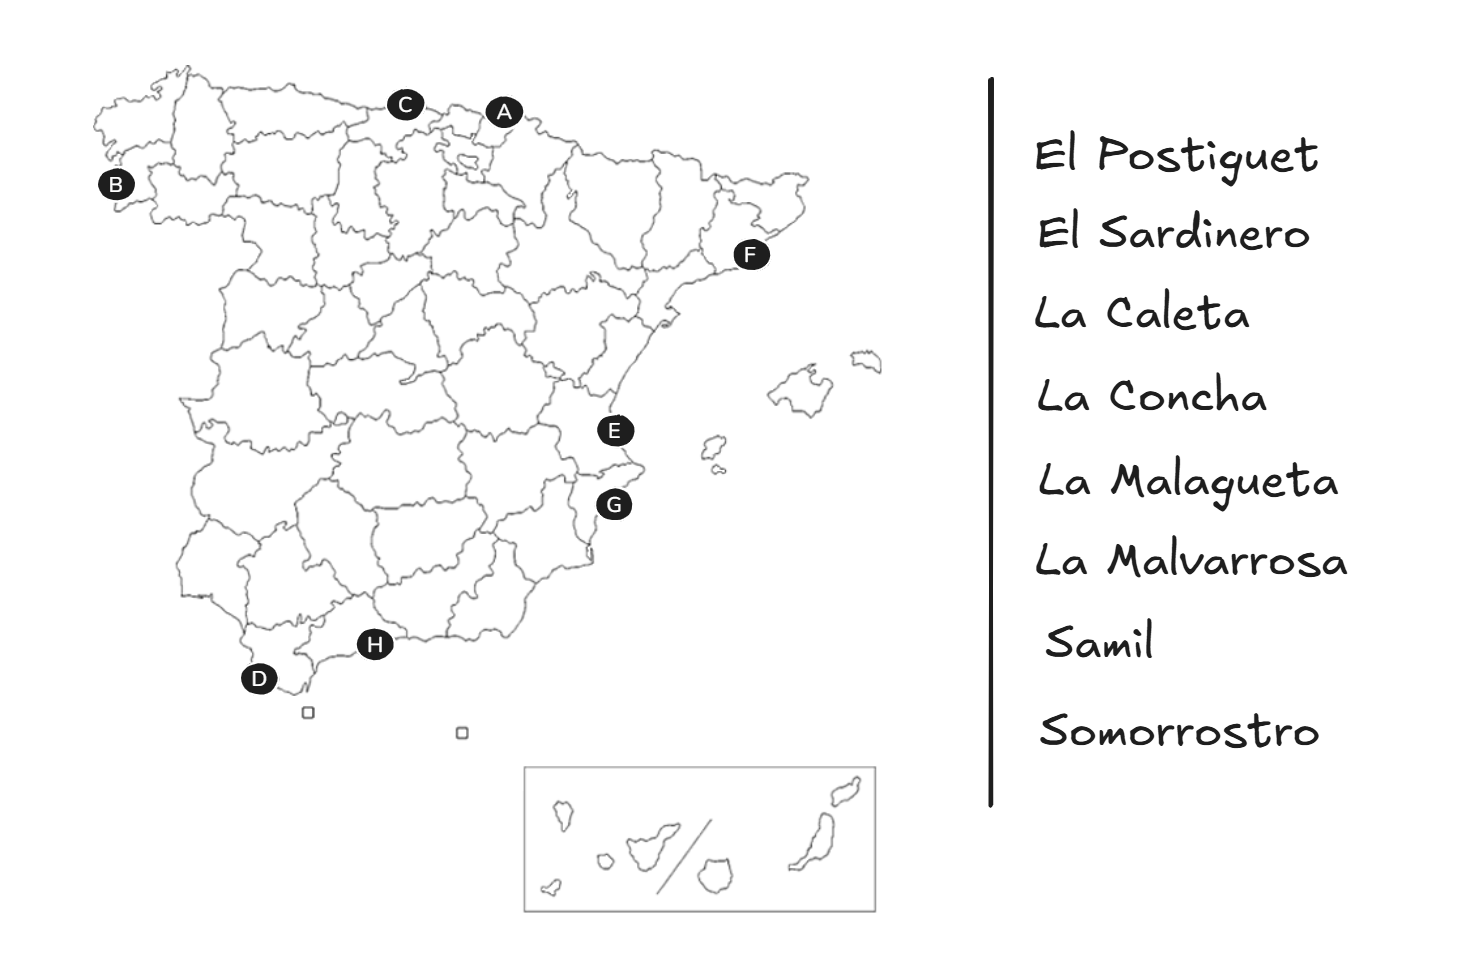 C
A
B
F
E
G
H
D
El Postiguet
El Sardinero
La Caleta
La Concha
La Malagueta
La Malvarrosa
Samil
Somorrostro